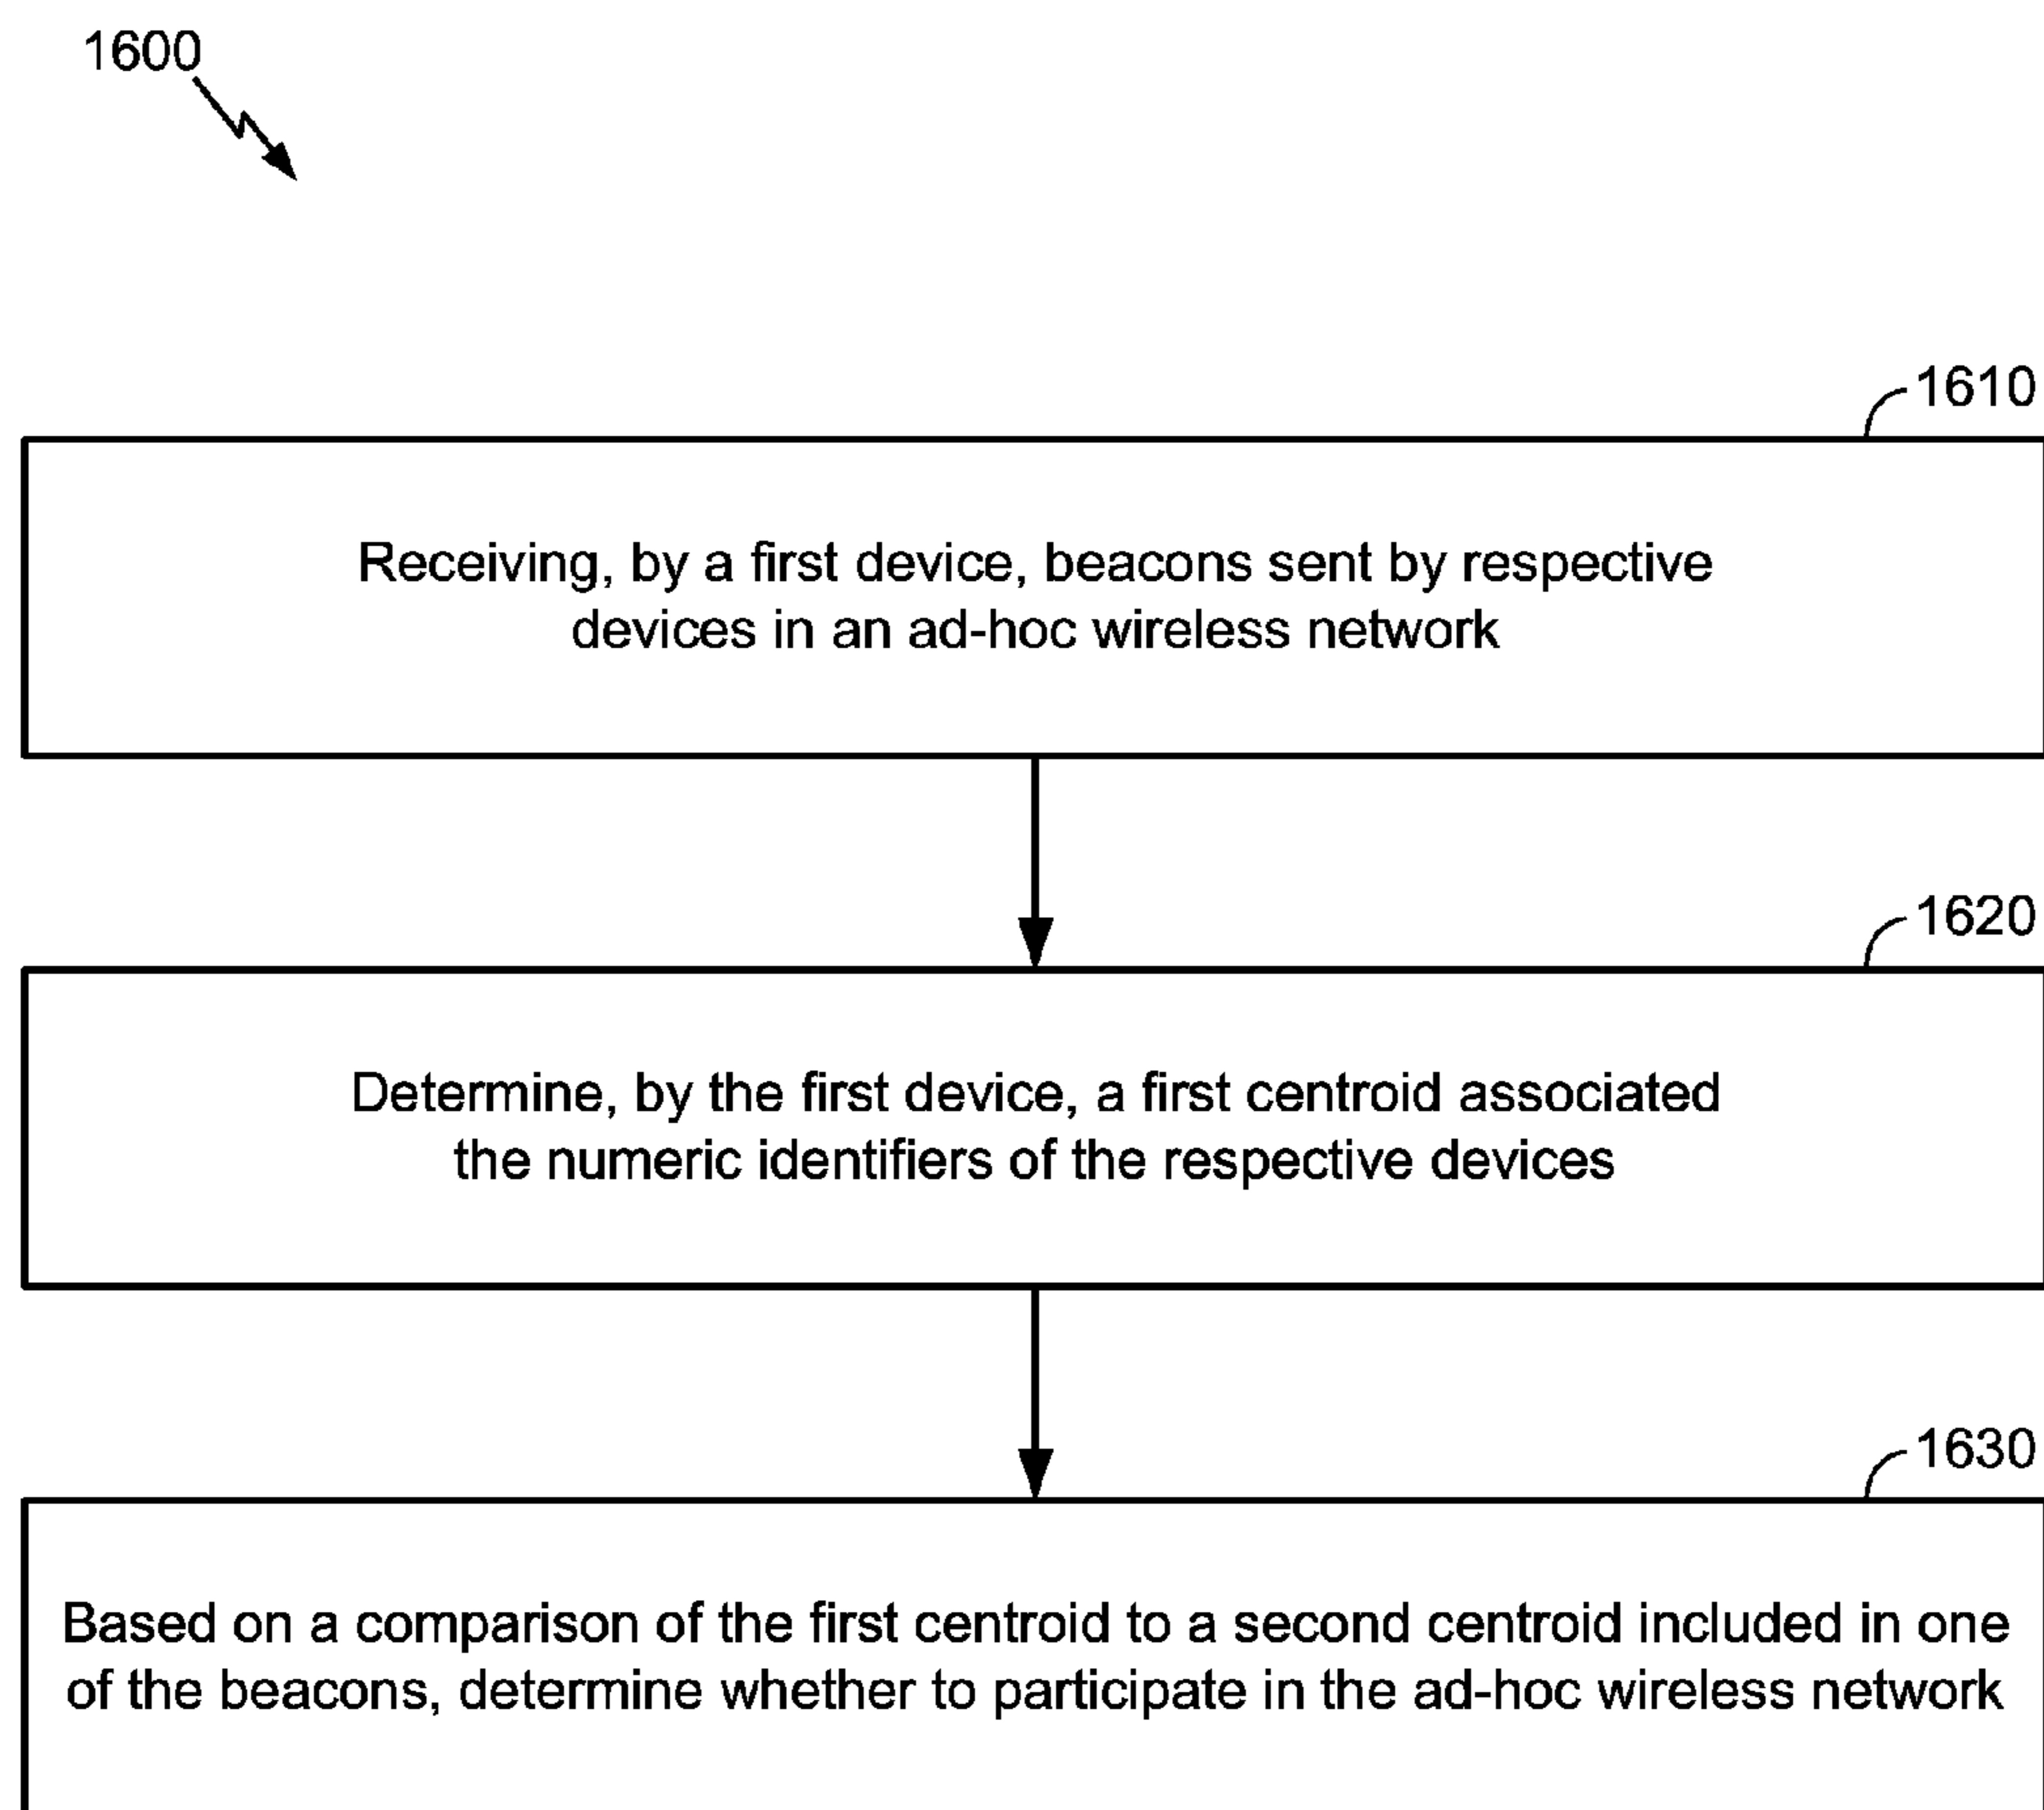 1600
1610
Receiving, by a first device, beacons sent by respective
devices in an ad-hoc wireless network
1620
Determine, by the first device, a first centroid associated
the numeric identifiers of the respective devices
1630
Based on a comparison of the first centroid to a second centroid included in one
of the beacons, determine whether to participate in the ad-hoc wireless network